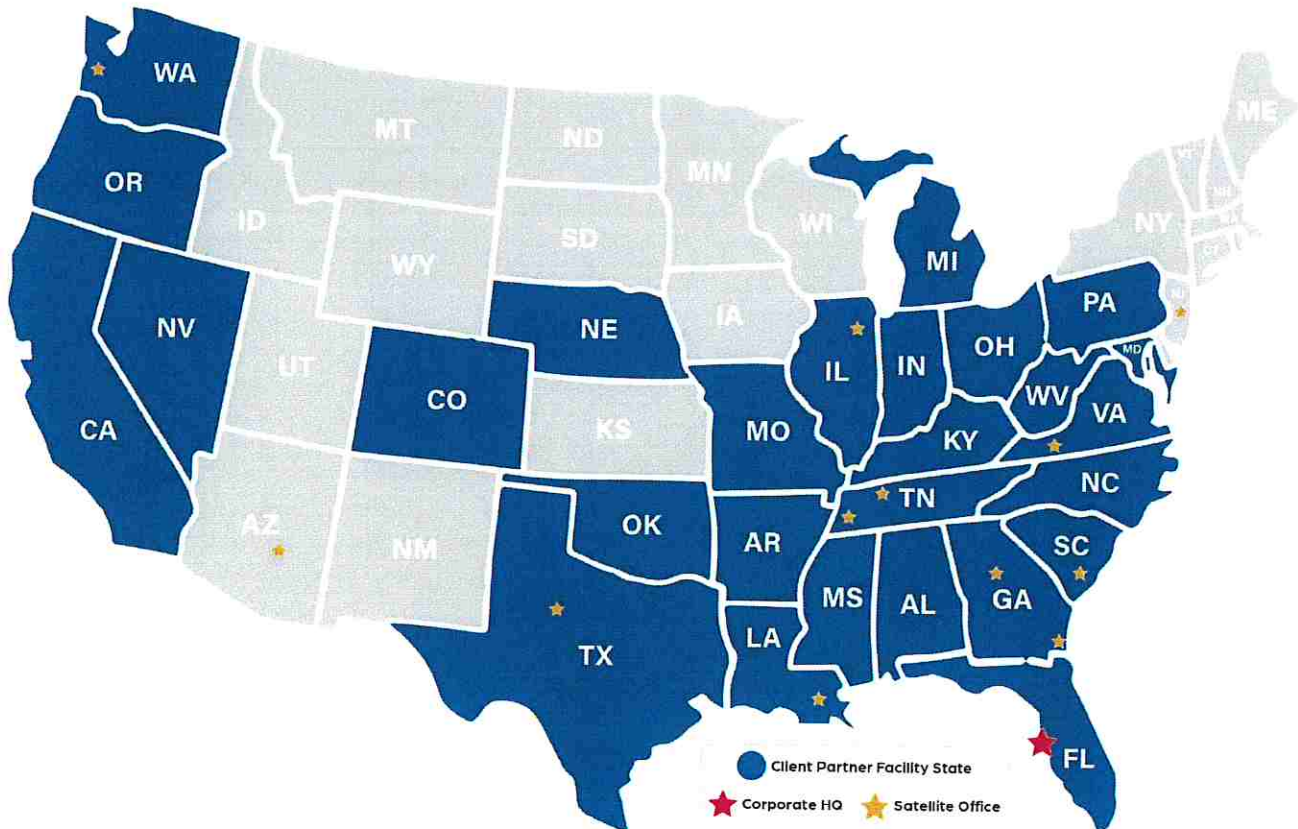 WA
MT
ND
MN
ME
OR
ID
SD
WI
NH
NY
WY
MI
NV
IA
NE
PA
UT
CO
IL
IN
OH
MD
CA
KS
MO
WV
VA
KY
AZ
NM
OK
AR
TN
NC
SC
TX
LA
MS
AL
GA
FL
Client Partner Facility State
Corporate HQ
Satellite Office